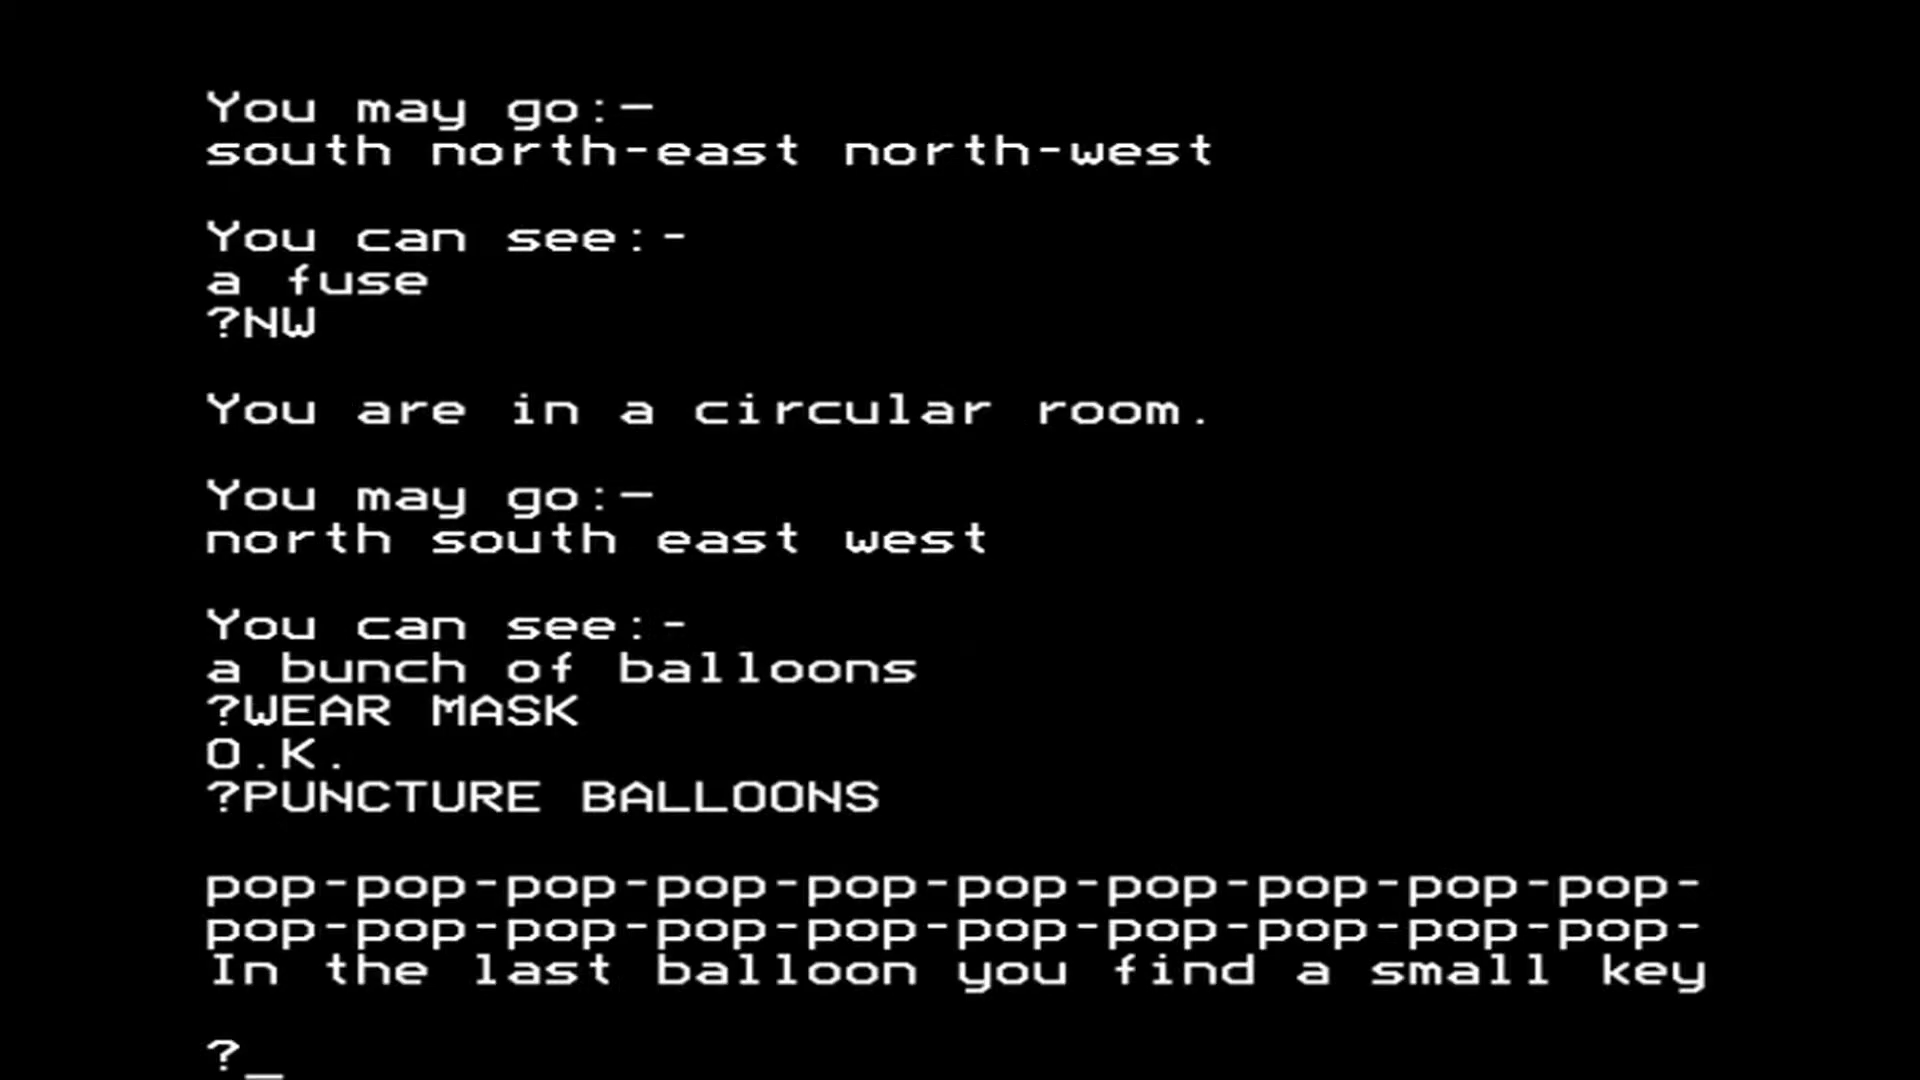 You may go:-
south north-east north-west
You can see:-
a fuse
?NW
You are in a circular room.
You may go:-
north south east west
You can see:-
a bunch of balloons
?WEAR MASK
O.K.
?PUNCTURE BALLOONS
pop-pop-pop-pop-pop-pop-pop-pop-pop-pop-
pop-pop-pop-pop-pop-pop-pop-pop-pop-pop-
In the last balloon you find a small key
?_